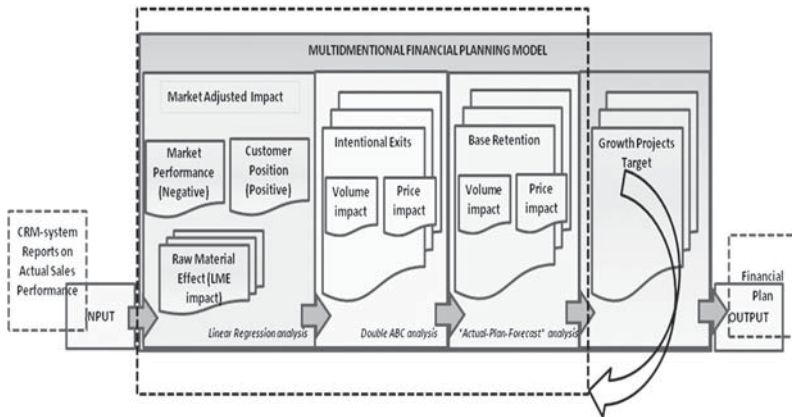 MULTIDMENTIONAL FINANCIAL PLANNING MODEL
Market Adjusted Impact
Market
Performance
(Negative)
Customer
Position
(Positive)
Raw Material
Effect (LME
impact)
Linear Regression analysis
Intentional Exits
Volume
impact
Price
impact
Double ABC analysis
Base Retention
Volume
impact
Price
impact
"Actual-Plan-Forecast" analysis
Growth Projects
Target
CRM-system
Reports on
Actual Sales
Performance
INPUT
Financial
Plan
OUTPUT